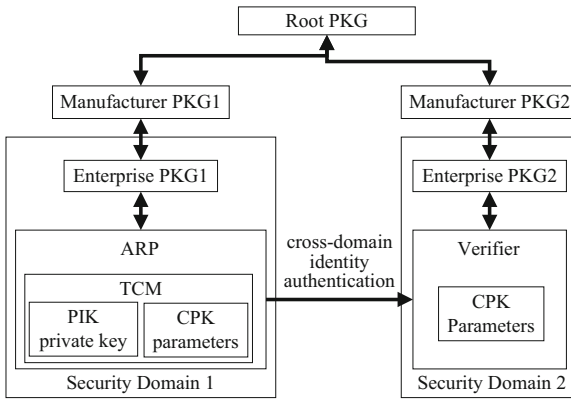 Root PKG
Manufacturer PKG1
Manufacturer PKG2
Enterprise PKG1
Enterprise PKG2
ARP
cross-domain
identity
authentication
Verifier
TCM
PIK
private key
CPK
parameters
CPK
Parameters
Security Domain 1
Security Domain 2